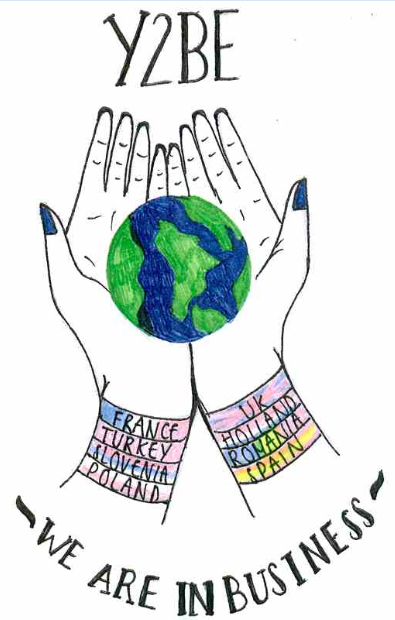 Y2BE
FRANCE
TURKEY
SLOVENIA
POLAND
UK
HOLLAND
ROMANIA
SPAIN
~WE ARE IN BUSINESS~